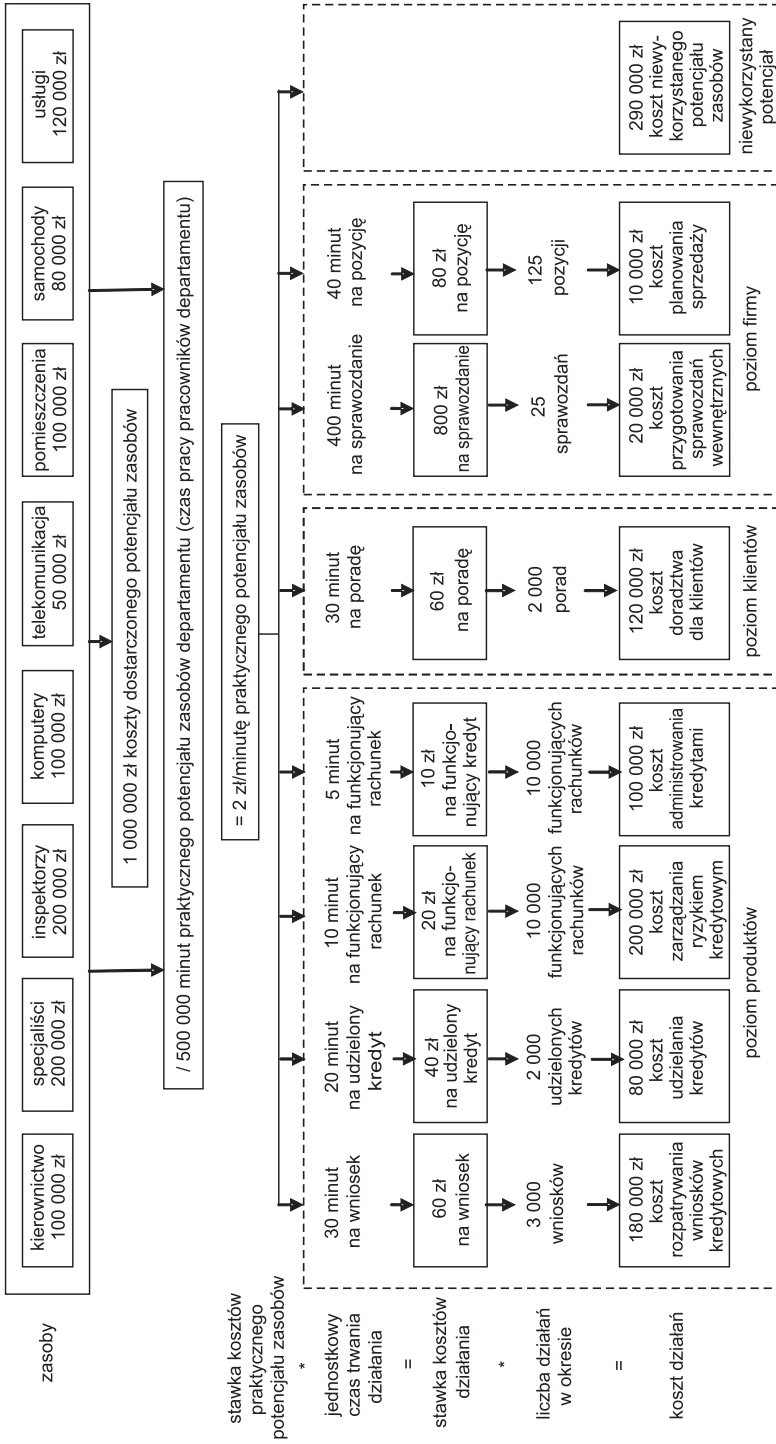 zasoby
kierownictwo
100 000 zł
specjaliści
200 000 zł
inspektorzy
200 000 zł
komputery
100 000 zł
telekomunikacja
50 000 zł
pomieszczenia
100 000 zł
samochody
80 000 zł
usługi
120 000 zł
1 000 000 zł koszty dostarczonego potencjału zasobów
/ 500 000 minut praktycznego potencjału zasobów departamentu (czas pracy pracowników departamentu)
stawka kosztów
praktycznego
potencjału zasobów
= 2 zł/minutę praktycznego potencjału zasobów
*
jednostkowy
czas trwania
działania
30 minut
na wniosek
20 minut
na udzielony
kredyt
10 minut
na funkcjonujący
rachunek
5 minut
na funkcjonujący
rachunek
30 minut
na poradę
400 minut
na sprawozdanie
40 minut
na pozycję
=
stawka kosztów
działania
60 zł
na wniosek
40 zł
na udzielony
kredyt
20 zł
na funkcjo-
nujący rachunek
10 zł
na funkcjo-
nujący kredyt
60 zł
na poradę
800 zł
na sprawozdanie
80 zł
na pozycję
*
liczba działań
w okresie
3 000
wniosków
2 000
udzielonych
kredytów
10 000
funkcjonujących
rachunków
10 000
funkcjonujących
rachunków
2 000
porad
25
sprawozdań
125
pozycji
=
koszt działań
180 000 zł
koszt
rozpatrywania
wniosków
kredytowych
80 000 zł
koszt
udzielania
kredytów
200 000 zł
koszt
zarządzania
ryzykiem
kredytowym
100 000 zł
koszt
administrowania
kredytami
120 000 zł
koszt
doradztwa
dla klientów
20 000 zł
koszt
przygotowania
sprawozdań
wewnętrznych
10 000 zł
koszt
planowania
sprzedaży
290 000 zł
koszt niewy-
korzystanego
potencjału
zasobów
poziom produktów
poziom klientów
poziom firmy
niewykorzystany
potencjał